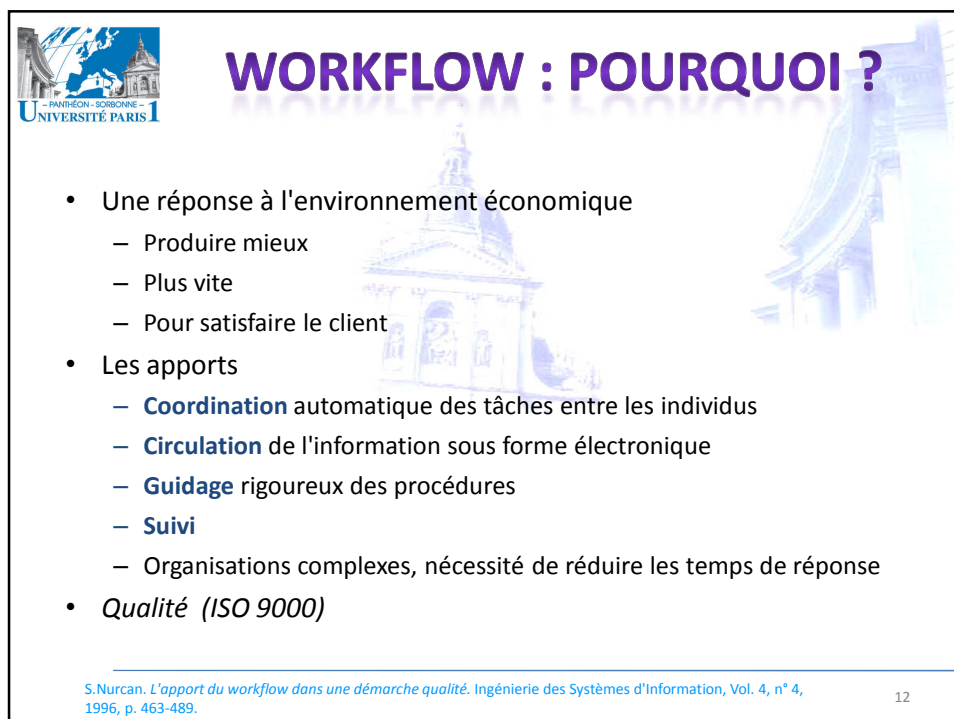 WORKFLOW : POURQUOI ?
– PANTHÉON - SORBONNE –
UNIVERSITÉ PARIS 1
• Une réponse à l'environnement économique
– Produire mieux
– Plus vite
– Pour satisfaire le client
• Les apports
– Coordination automatique des tâches entre les individus
– Circulation de l'information sous forme électronique
– Guidage rigoureux des procédures
– Suivi
– Organisations complexes, nécessité de réduire les temps de réponse
• Qualité (ISO 9000)
S.Nurcan. L'apport du workflow dans une démarche qualité. Ingénierie des Systèmes d'Information, Vol. 4, n° 4,
1996, p. 463-489.
12